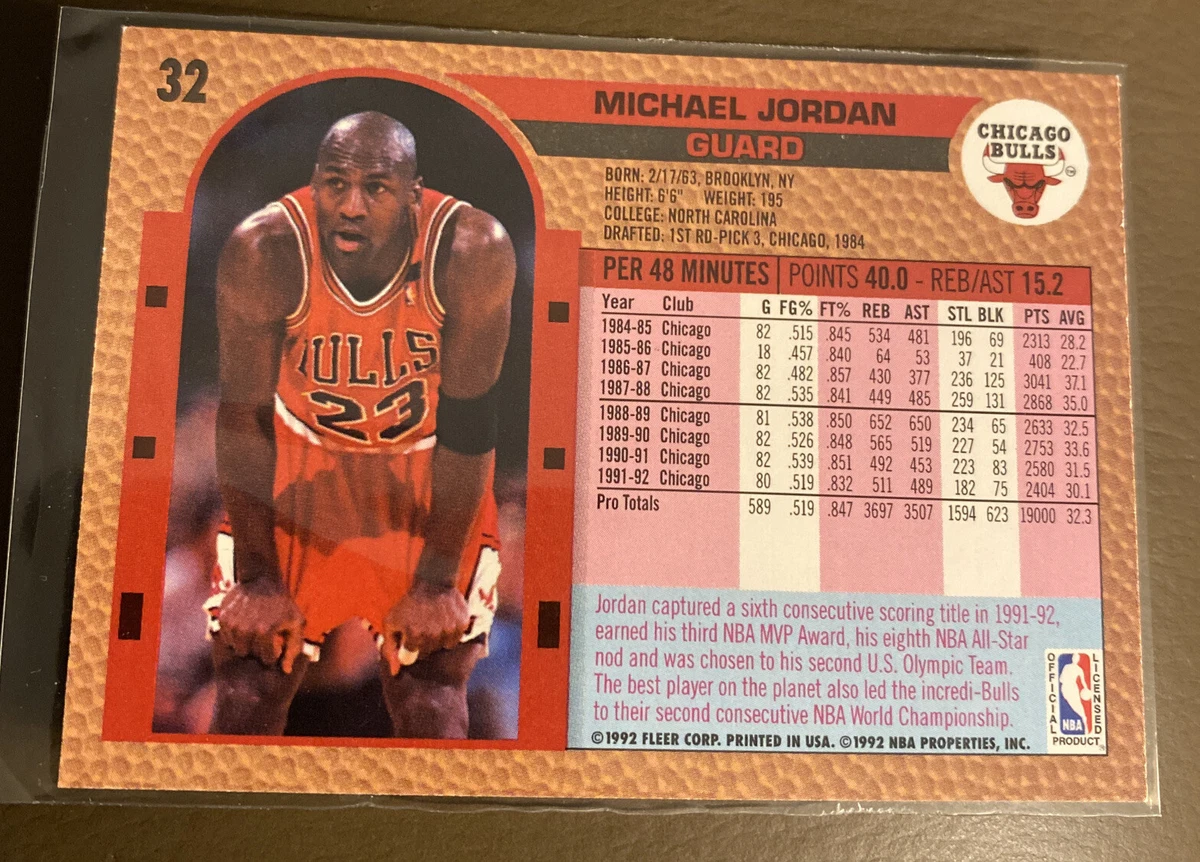 32
MICHAEL JORDAN
GUARD
CHICAGO
BULLS
TM
BORN: 2/17/63, BROOKLYN, NY
HEIGHT: 6'6" WEIGHT: 195
COLLEGE: NORTH CAROLINA
DRAFTED: 1ST RD-PICK 3, CHICAGO, 1984
PER 48 MINUTES | POINTS 40.0 - REB/AST 15.2
Year Club G FG% FT% REB AST STL BLK PTS AVG
1984-85 Chicago 82 .515 .845 534 481 196 69 2313 28.2
1985-86 Chicago 18 .457 .840 64 53 37 21 408 22.7
1986-87 Chicago 82 .482 .857 430 377 236 125 3041 37.1
1987-88 Chicago 82 .535 .841 449 485 259 131 2868 35.0
1988-89 Chicago 81 .538 .850 652 650 234 65 2633 32.5
1989-90 Chicago 82 .526 .848 565 519 227 54 2753 33.6
1990-91 Chicago 82 .539 .851 492 453 223 83 2580 31.5
1991-92 Chicago 80 .519 .832 511 489 182 75 2404 30.1
Pro Totals 589 .519 .847 3697 3507 1594 623 19000 32.3
Jordan captured a sixth consecutive scoring title in 1991-92,
earned his third NBA MVP Award, his eighth NBA All-Star
nod and was chosen to his second U.S. Olympic Team.
The best player on the planet also led the incredi-Bulls
to their second consecutive NBA World Championship.
©1992 FLEER CORP. PRINTED IN USA. ©1992 NBA PROPERTIES, INC.
OFFICIAL
LICENSED
NBA
PRODUCT
BULLS
23